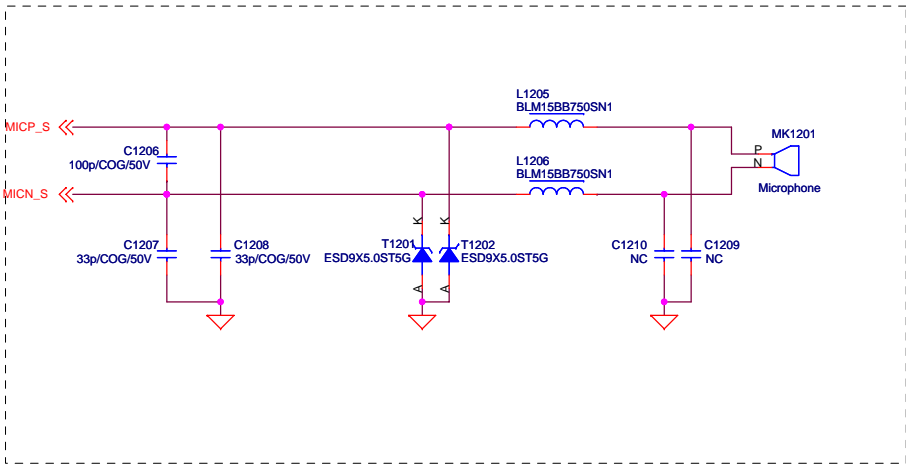 L1205
BLM15BB750SN1
MICP_S
MK1201
C1206
100p/COG/50V
P
N
L1206
BLM15BB750SN1
Microphone
MICN_S
K
K
C1207
33p/COG/50V
C1208
33p/COG/50V
T1201
ESD9X5.0ST5G
T1202
ESD9X5.0ST5G
C1210
NC
C1209
NC
A
A